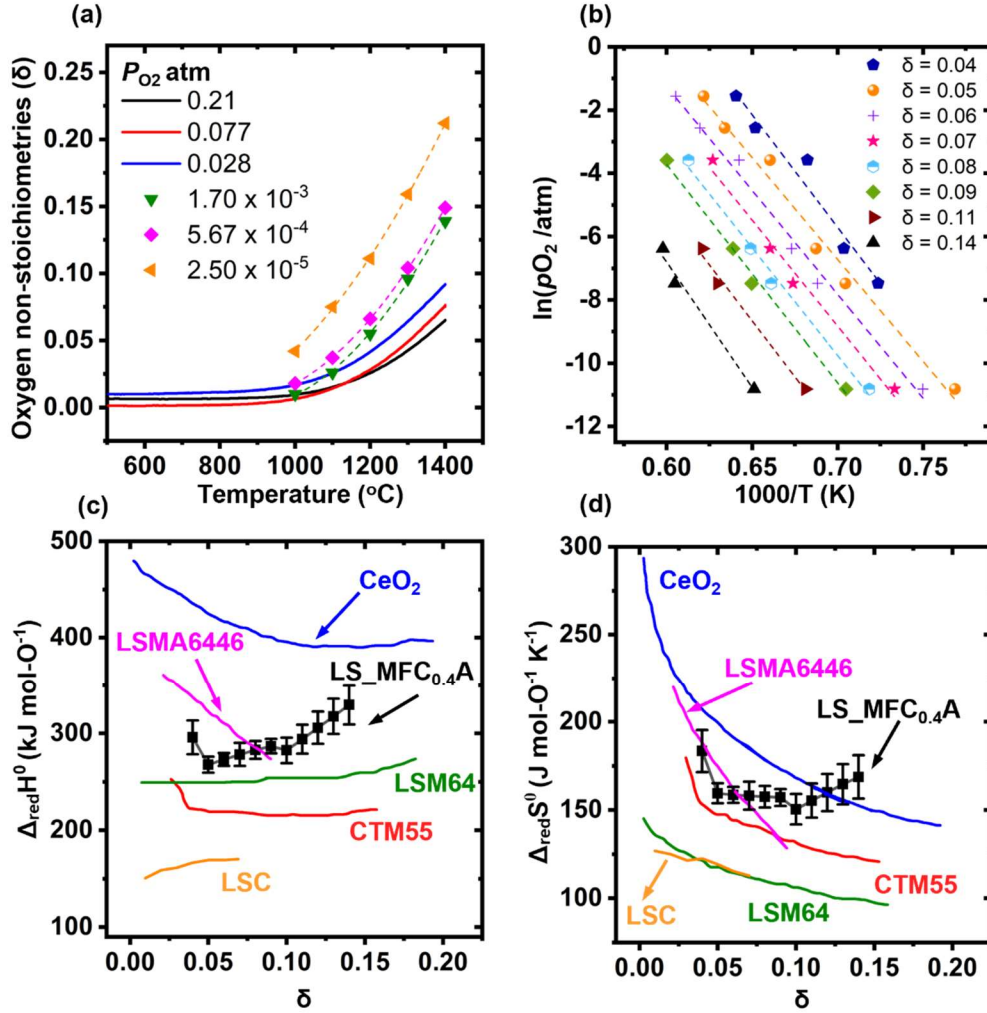 (a)
Oxygen non-stoichiometries (δ)
0.25
0.20
0.15
0.10
0.05
0.00
P_O2 atm
0.21
0.077
0.028
1.70 x 10⁻³
5.67 x 10⁻⁴
2.50 x 10⁻⁵
600 800 1000 1200 1400
Temperature (°C)
(b)
ln(pO₂ /atm)
-0
-2
-4
-6
-8
-10
-12
δ = 0.04
δ = 0.05
δ = 0.06
δ = 0.07
δ = 0.08
δ = 0.09
δ = 0.11
δ = 0.14
0.60 0.65 0.70 0.75
1000/T (K)
(c)
Δ_redH⁰ (kJ mol-O⁻¹)
500
400
300
200
100
CeO₂
LSMA6446
LS_MFC₀.₄A
LSM64
CTM55
LSC
0.00 0.05 0.10 0.15 0.20
δ
(d)
Δ_redS⁰ (J mol-O⁻¹ K⁻¹)
300
250
200
150
100
CeO₂
LSMA6446
LS_MFC₀.₄A
CTM55
LSM64
LSC
0.00 0.05 0.10 0.15 0.20
δ